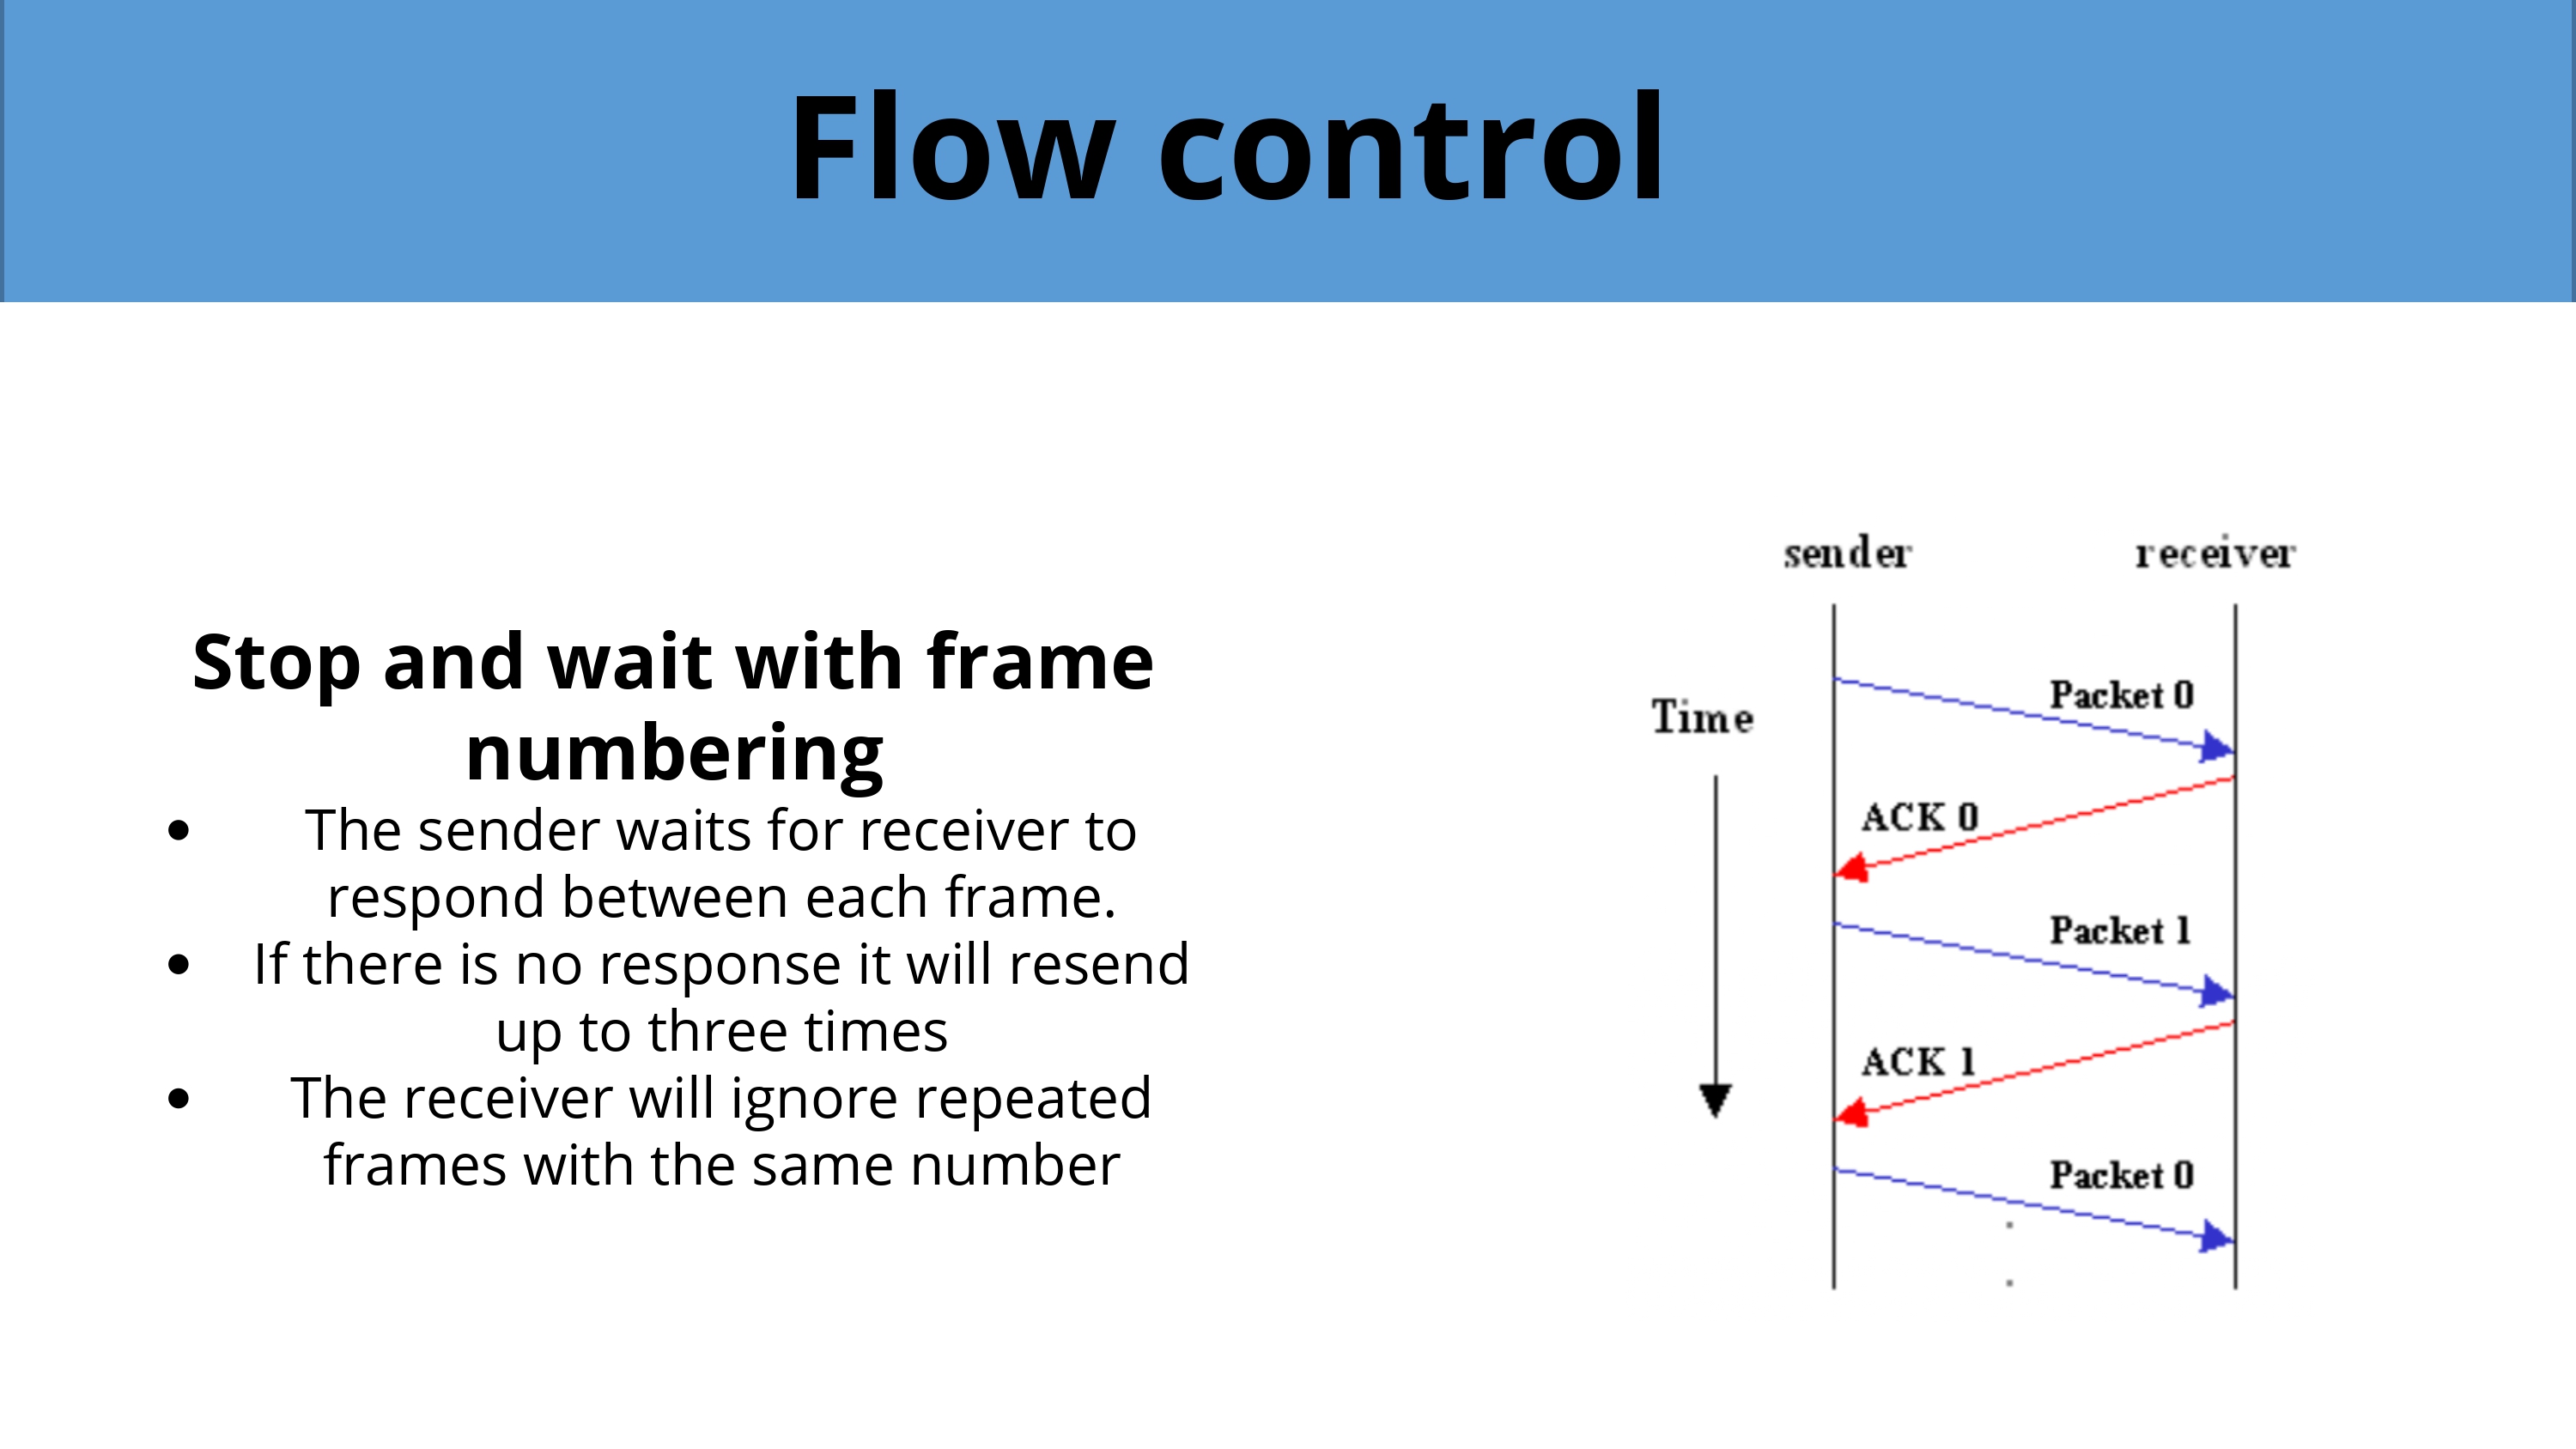 Flow control
Stop and wait with frame
numbering
• The sender waits for receiver to
respond between each frame.
• If there is no response it will resend
up to three times
• The receiver will ignore repeated
frames with the same number
sender receiver
Packet 0
Time
ACK 0
Packet 1
ACK 1
Packet 0